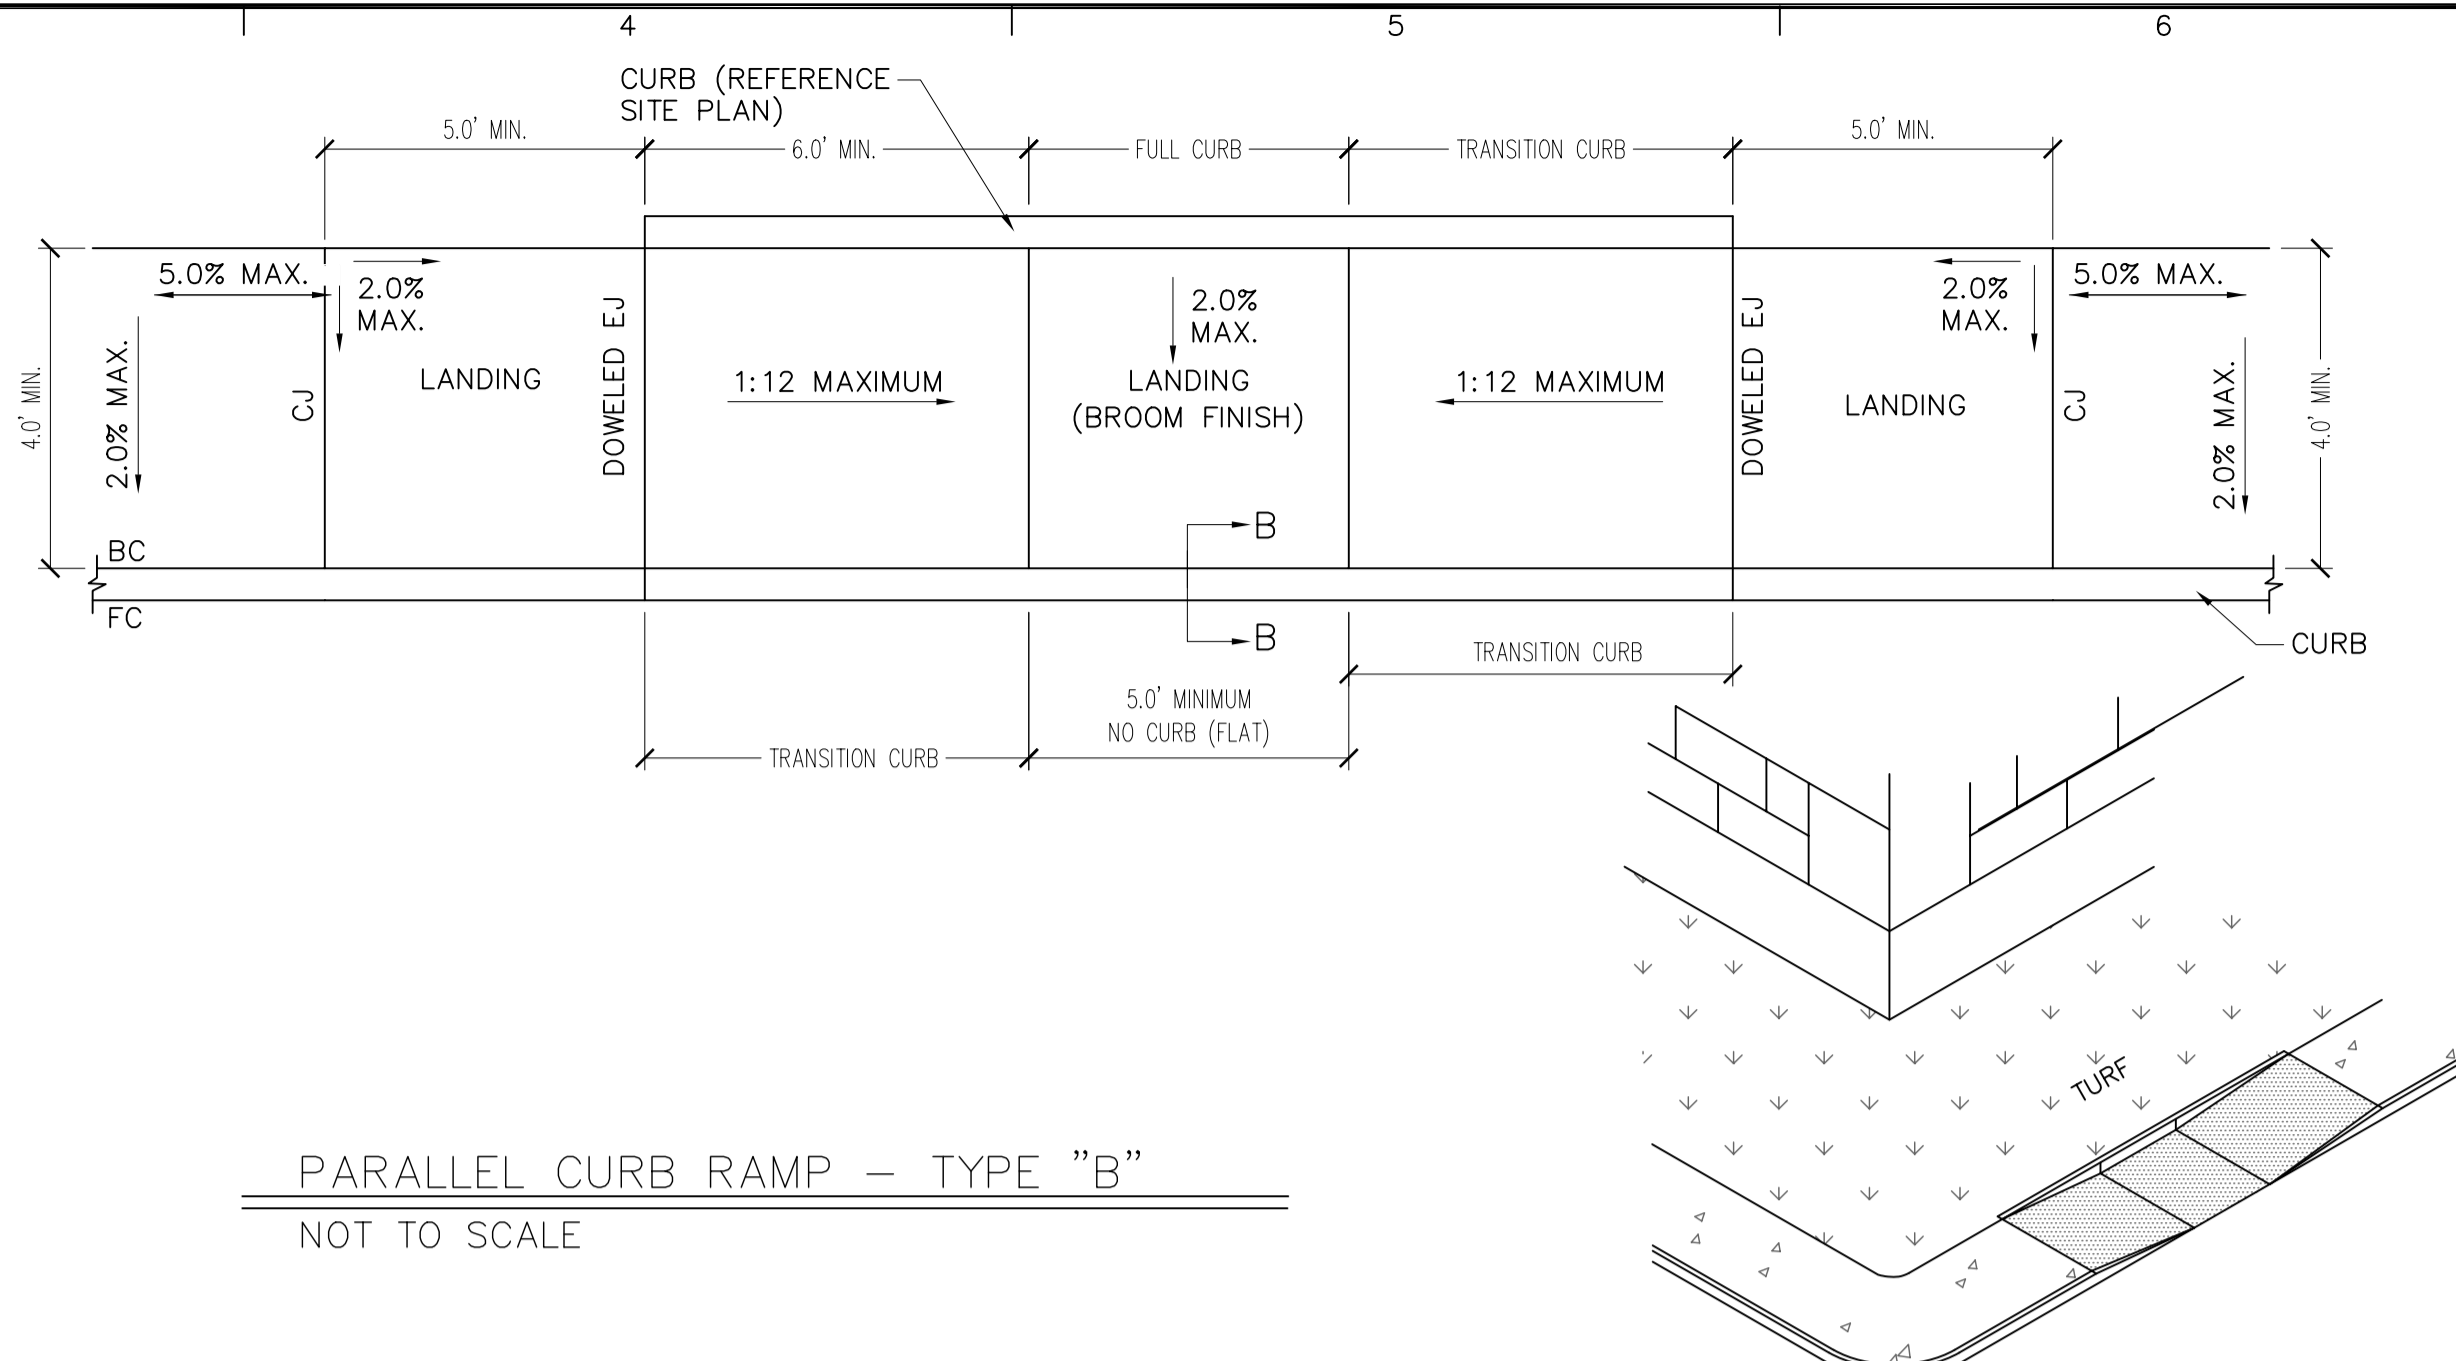 4
5
6
CURB (REFERENCE
SITE PLAN)
5.0' MIN.
6.0' MIN.
FULL CURB
TRANSITION CURB
5.0' MIN.
5.0% MAX.
2.0%
MAX.
2.0%
MAX.
2.0%
MAX.
5.0% MAX.
4.0' MIN.
2.0% MAX.
CJ
LANDING
DOWELED EJ
1:12 MAXIMUM
LANDING
(BROOM FINISH)
1:12 MAXIMUM
DOWELED EJ
LANDING
CJ
2.0% MAX.
4.0' MIN.
BC
FC
B
B
CURB
TRANSITION CURB
5.0' MINIMUM
NO CURB (FLAT)
TRANSITION CURB
TURF
PARALLEL CURB RAMP – TYPE "B"
NOT TO SCALE